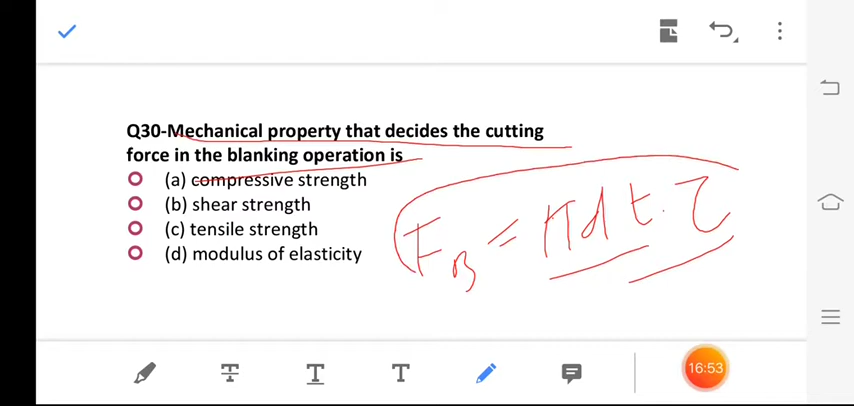 Q30-Mechanical property that decides the cutting
force in the blanking operation is
(a) compressive strength
(b) shear strength
(c) tensile strength
(d) modulus of elasticity
F_B = πdt.τ
T T T
16:53